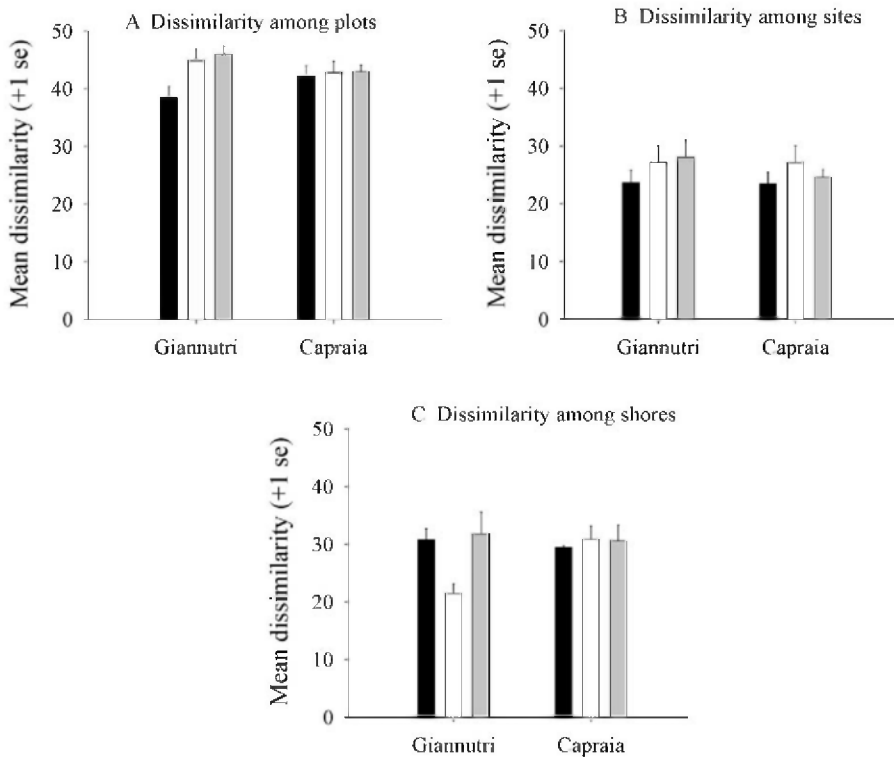 A Dissimilarity among plots
Mean dissimilarity (+1 se)
50
40
30
20
10
0
Giannutri Capraia
B Dissimilarity among sites
Mean dissimilarity (+1 se)
50
40
30
20
10
0
Giannutri Capraia
C Dissimilarity among shores
Mean dissimilarity (+1 se)
50
40
30
20
10
0
Giannutri Capraia